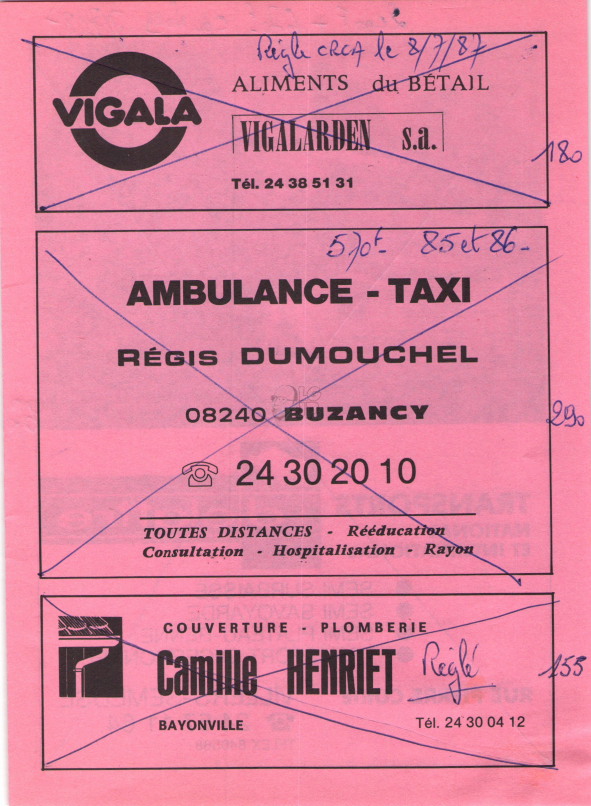 Réglé CRCA le 8/7/87
VIGALA
ALIMENTS du BÉTAIL
VIGALARDEN s.a.
Tél. 24 38 51 31
180
570f 85 et 86
AMBULANCE - TAXI
RÉGIS DUMOUCHEL
08240 BUZANCY
290
24 30 20 10
TOUTES DISTANCES - Rééducation
Consultation - Hospitalisation - Rayon
COUVERTURE - PLOMBERIE
Camille HENRIET Réglé
155
BAYONVILLE Tél. 24 30 04 12